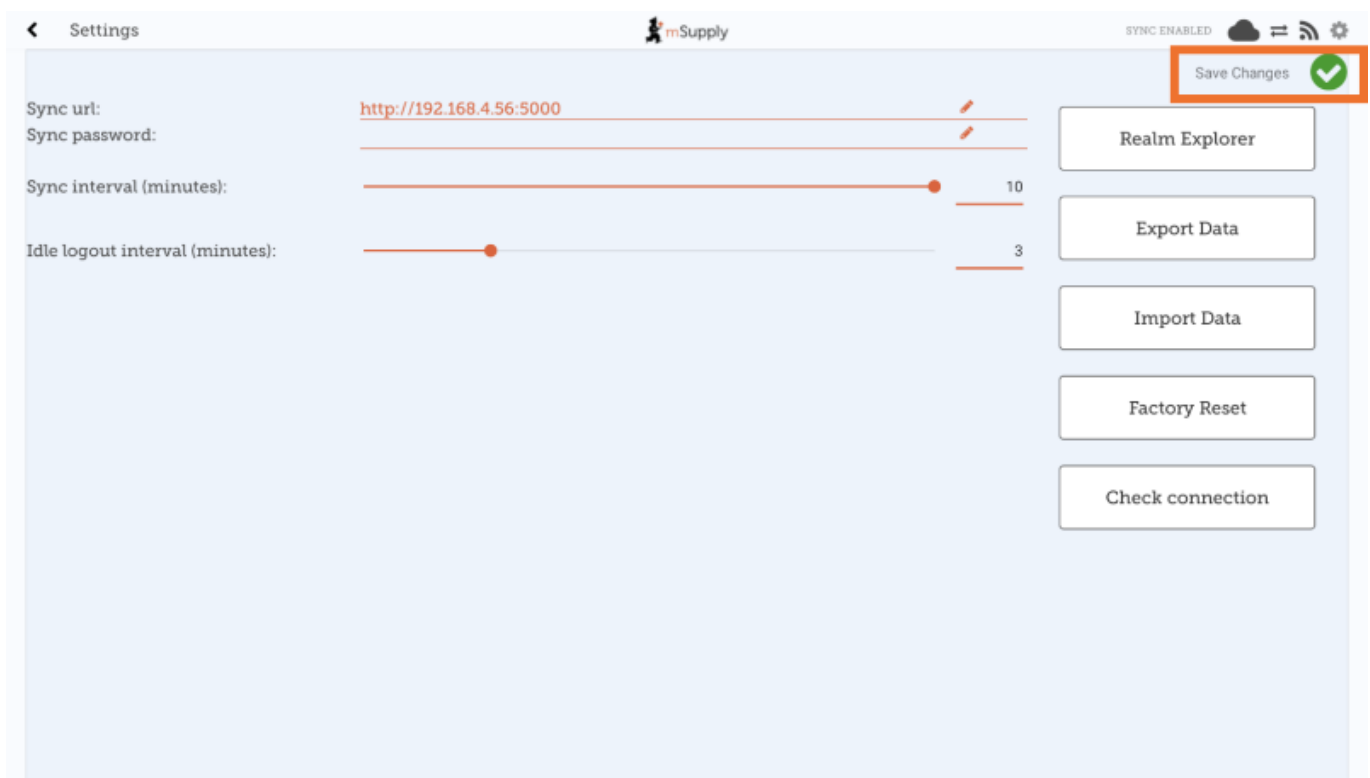 Settings
mSupply
SYNC ENABLED
Save Changes
Sync url: http://192.168.4.56:5000
Sync password:
Sync interval (minutes): 10
Idle logout interval (minutes): 3
Realm Explorer
Export Data
Import Data
Factory Reset
Check connection